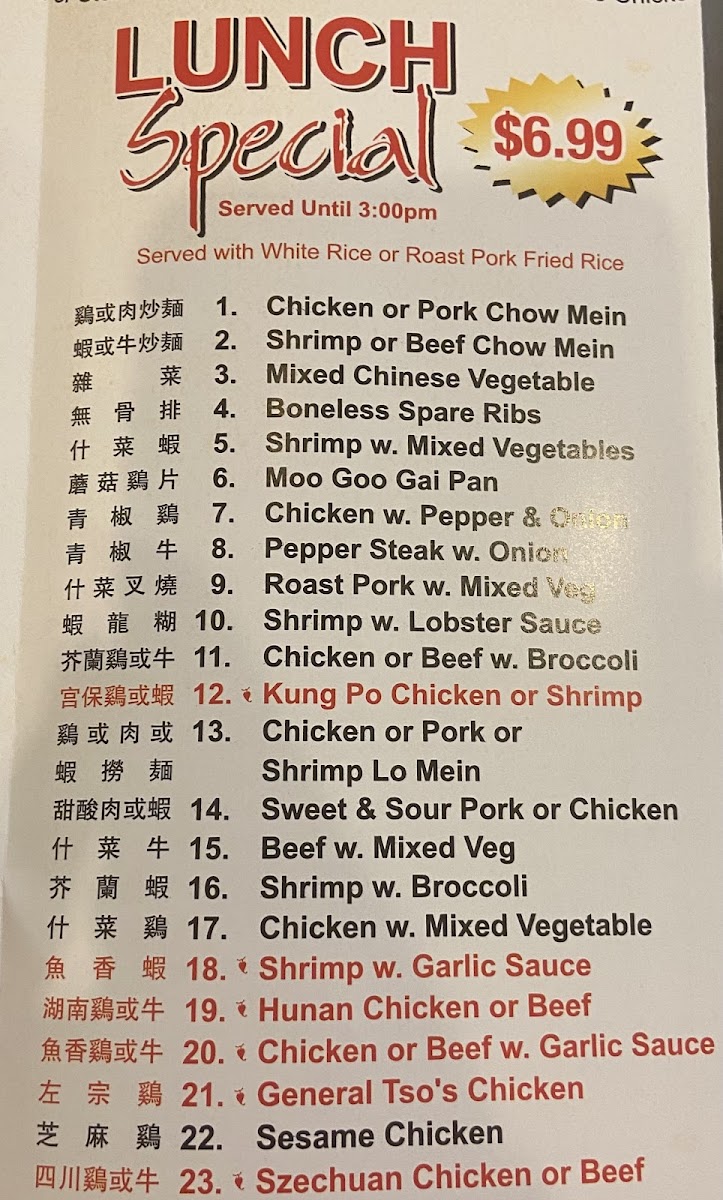 LUNCH
Special
$6.99
Served Until 3:00pm
Served with White Rice or Roast Pork Fried Rice
鷄或肉炒麵 1. Chicken or Pork Chow Mein
蝦或牛炒麵 2. Shrimp or Beef Chow Mein
雜菜 3. Mixed Chinese Vegetable
無骨排 4. Boneless Spare Ribs
什菜蝦 5. Shrimp w. Mixed Vegetables
蘑菇鷄片 6. Moo Goo Gai Pan
青椒鷄 7. Chicken w. Pepper & Onion
青椒牛 8. Pepper Steak w. Onion
什菜叉燒 9. Roast Pork w. Mixed Veg
蝦龍糊 10. Shrimp w. Lobster Sauce
芥蘭鷄或牛 11. Chicken or Beef w. Broccoli
宫保鷄或蝦 12. Kung Po Chicken or Shrimp
鷄或肉或 13. Chicken or Pork or
蝦撈麵 Shrimp Lo Mein
甜酸肉或蝦 14. Sweet & Sour Pork or Chicken
什菜牛 15. Beef w. Mixed Veg
芥蘭蝦 16. Shrimp w. Broccoli
什菜鷄 17. Chicken w. Mixed Vegetable
魚香蝦 18. Shrimp w. Garlic Sauce
湖南鷄或牛 19. Hunan Chicken or Beef
魚香鷄或牛 20. Chicken or Beef w. Garlic Sauce
左宗鷄 21. General Tso's Chicken
芝麻鷄 22. Sesame Chicken
四川鷄或牛 23. Szechuan Chicken or Beef